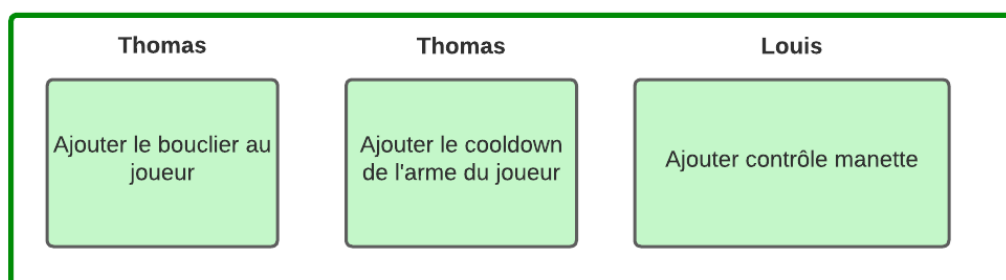 Thomas
Thomas
Louis
Ajouter le bouclier au
joueur
Ajouter le cooldown
de l'arme du joueur
Ajouter contrôle manette